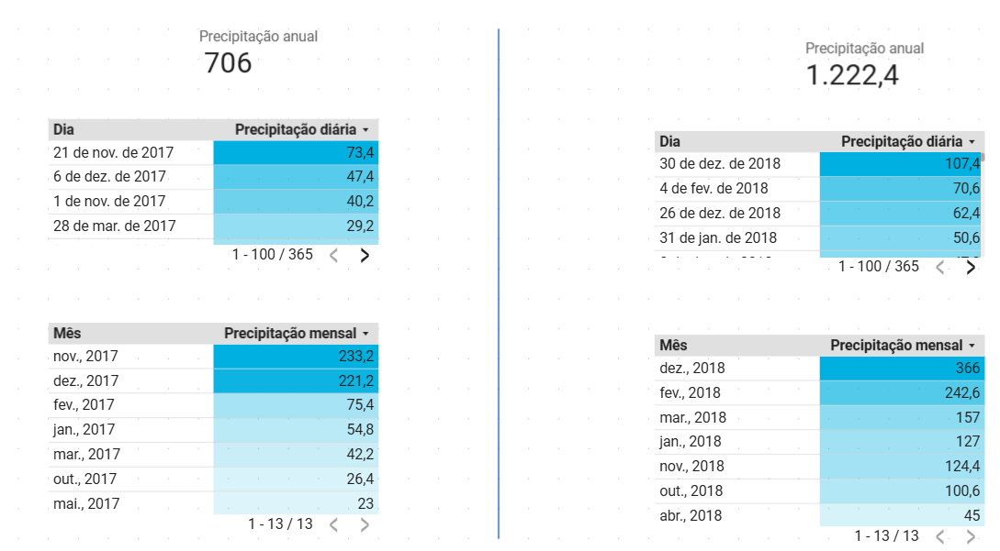 Precipitação anual
706
Dia Precipitação diária
21 de nov. de 2017 73,4
6 de dez. de 2017 47,4
1 de nov. de 2017 40,2
28 de mar. de 2017 29,2
1 - 100 / 365
Mês Precipitação mensal
nov., 2017 233,2
dez., 2017 221,2
fev., 2017 75,4
jan., 2017 54,8
mar., 2017 42,2
out., 2017 26,4
mai., 2017 23
1 - 13 / 13
Precipitação anual
1.222,4
Dia Precipitação diária
30 de dez. de 2018 107,4
4 de fev. de 2018 70,6
26 de dez. de 2018 62,4
31 de jan. de 2018 50,6
1 - 100 / 365
Mês Precipitação mensal
dez., 2018 366
fev., 2018 242,6
mar., 2018 157
jan., 2018 127
nov., 2018 124,4
out., 2018 100,6
abr., 2018 45
1 - 13 / 13